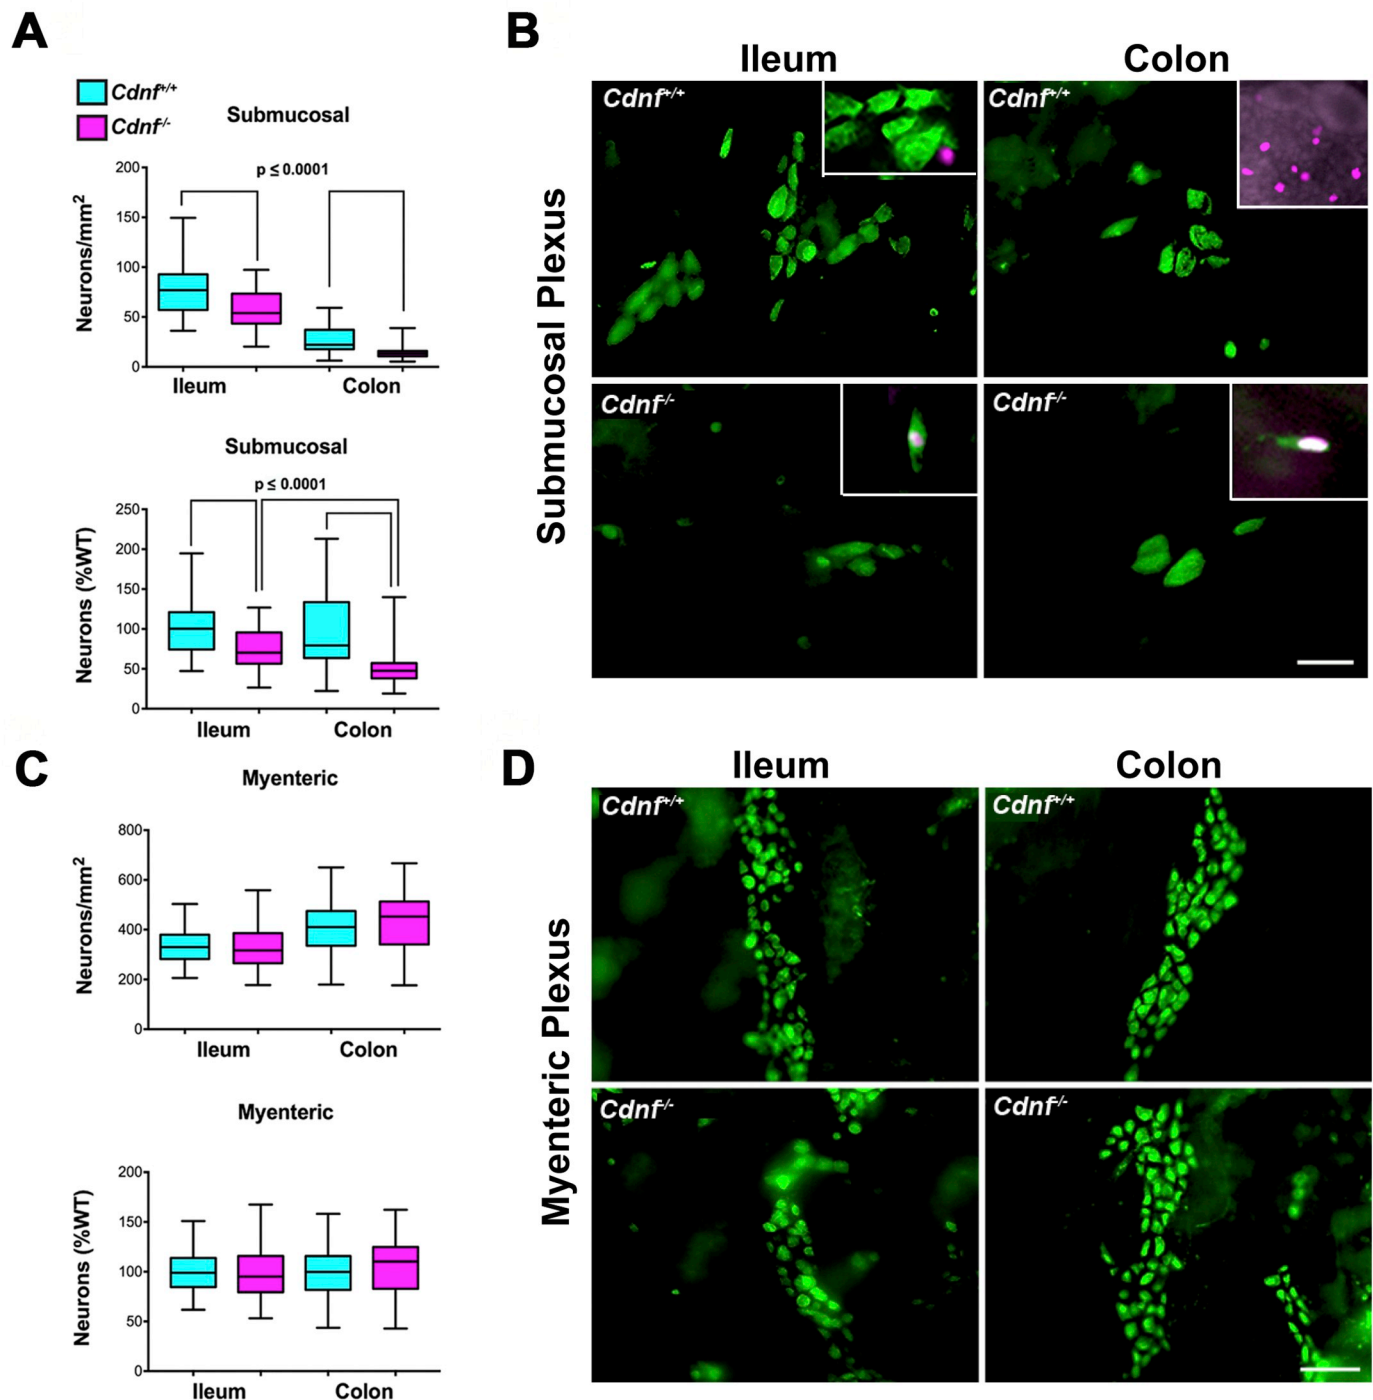 A
Cdnf+/+
Cdnf-/-
Submucosal
Neurons/mm2
p ≤ 0.0001
200
150
100
50
0
Ileum Colon
Submucosal
Neurons (%WT)
p ≤ 0.0001
250
200
150
100
50
0
Ileum Colon
B
Ileum Colon
Submucosal Plexus
Cdnf+/+ Cdnf+/+
Cdnf-/- Cdnf-/-
C
Myenteric
Neurons/mm2
800
600
400
200
0
Ileum Colon
Myenteric
Neurons (%WT)
200
150
100
50
0
Ileum Colon
D
Ileum Colon
Myenteric Plexus
Cdnf+/+ Cdnf+/+
Cdnf-/- Cdnf-/-